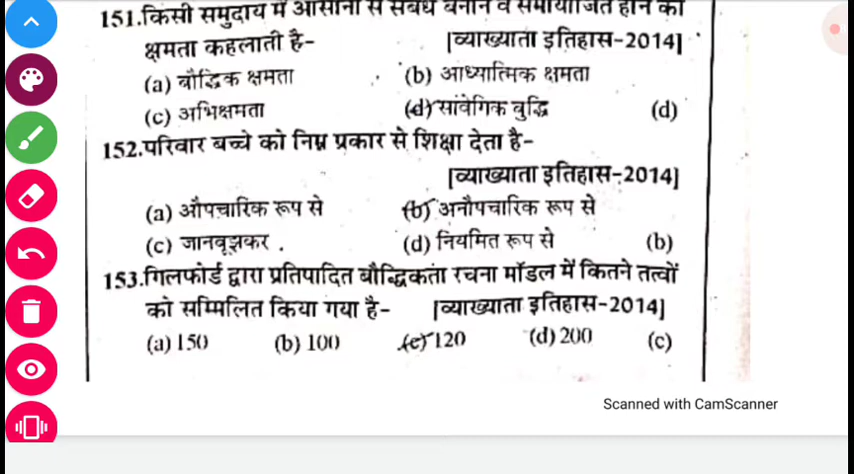 151.किसी समुदाय में आसानी से संबंध बनाने व समायोजित होने की
क्षमता कहलाती है- [व्याख्याता इतिहास-2014]
(a) बौद्धिक क्षमता (b) आध्यात्मिक क्षमता
(c) अभिक्षमता (d) सांवेगिक बुद्धि (d)
152.परिवार बच्चे को निम्न प्रकार से शिक्षा देता है-
[व्याख्याता इतिहास-2014]
(a) औपचारिक रूप से (b) अनौपचारिक रूप से
(c) जानबूझकर . (d) नियमित रूप से (b)
153.गिलफोर्ड द्वारा प्रतिपादित बौद्धिकता रचना मॉडल में कितने तत्वों
को सम्मिलित किया गया है- [व्याख्याता इतिहास-2014]
(a) 150 (b) 100 (c) 120 (d) 200 (c)
Scanned with CamScanner